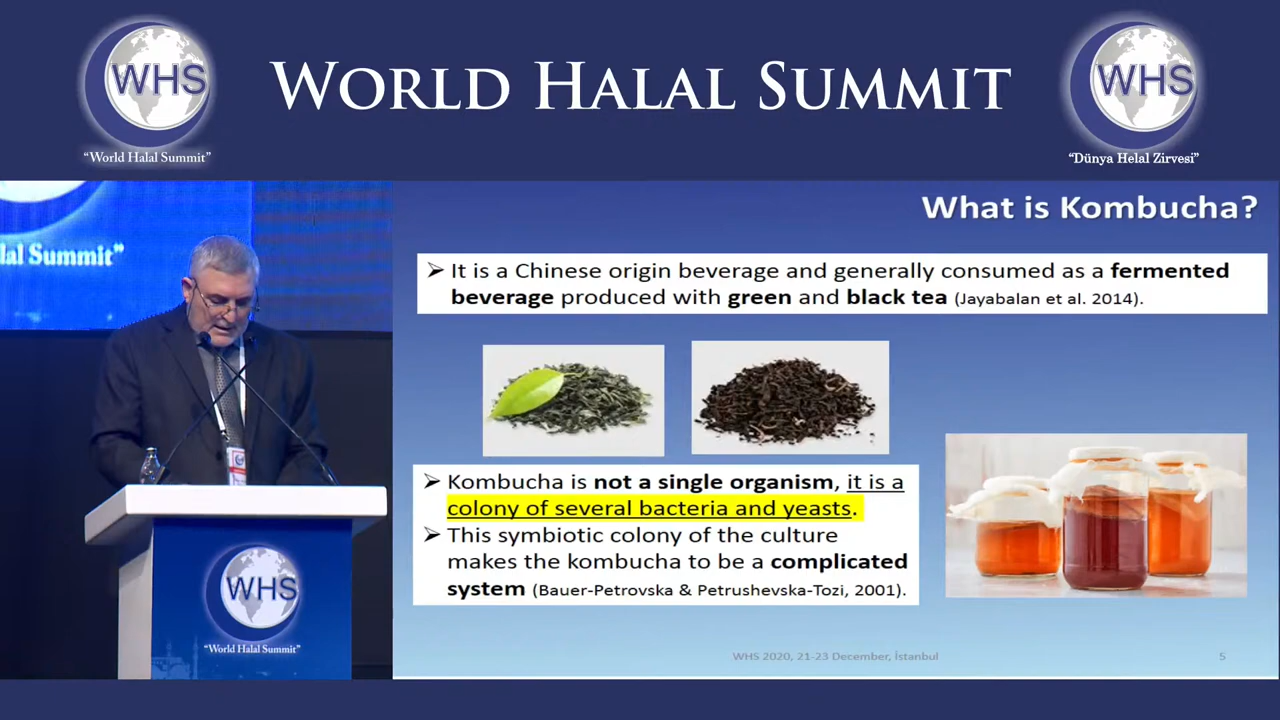 WHS
"World Halal Summit"
WORLD HALAL SUMMIT
WHS
"Dünya Helal Zirvesi"
lal Summit"
WHS
"World Halal Summit"
What is Kombucha?
➢ It is a Chinese origin beverage and generally consumed as a fermented
beverage produced with green and black tea (Jayabalan et al. 2014).
➢ Kombucha is not a single organism, it is a
colony of several bacteria and yeasts.
➢ This symbiotic colony of the culture
makes the kombucha to be a complicated
system (Bauer-Petrovska & Petrushevska-Tozi, 2001).
WHS 2020, 21-23 December, İstanbul
5